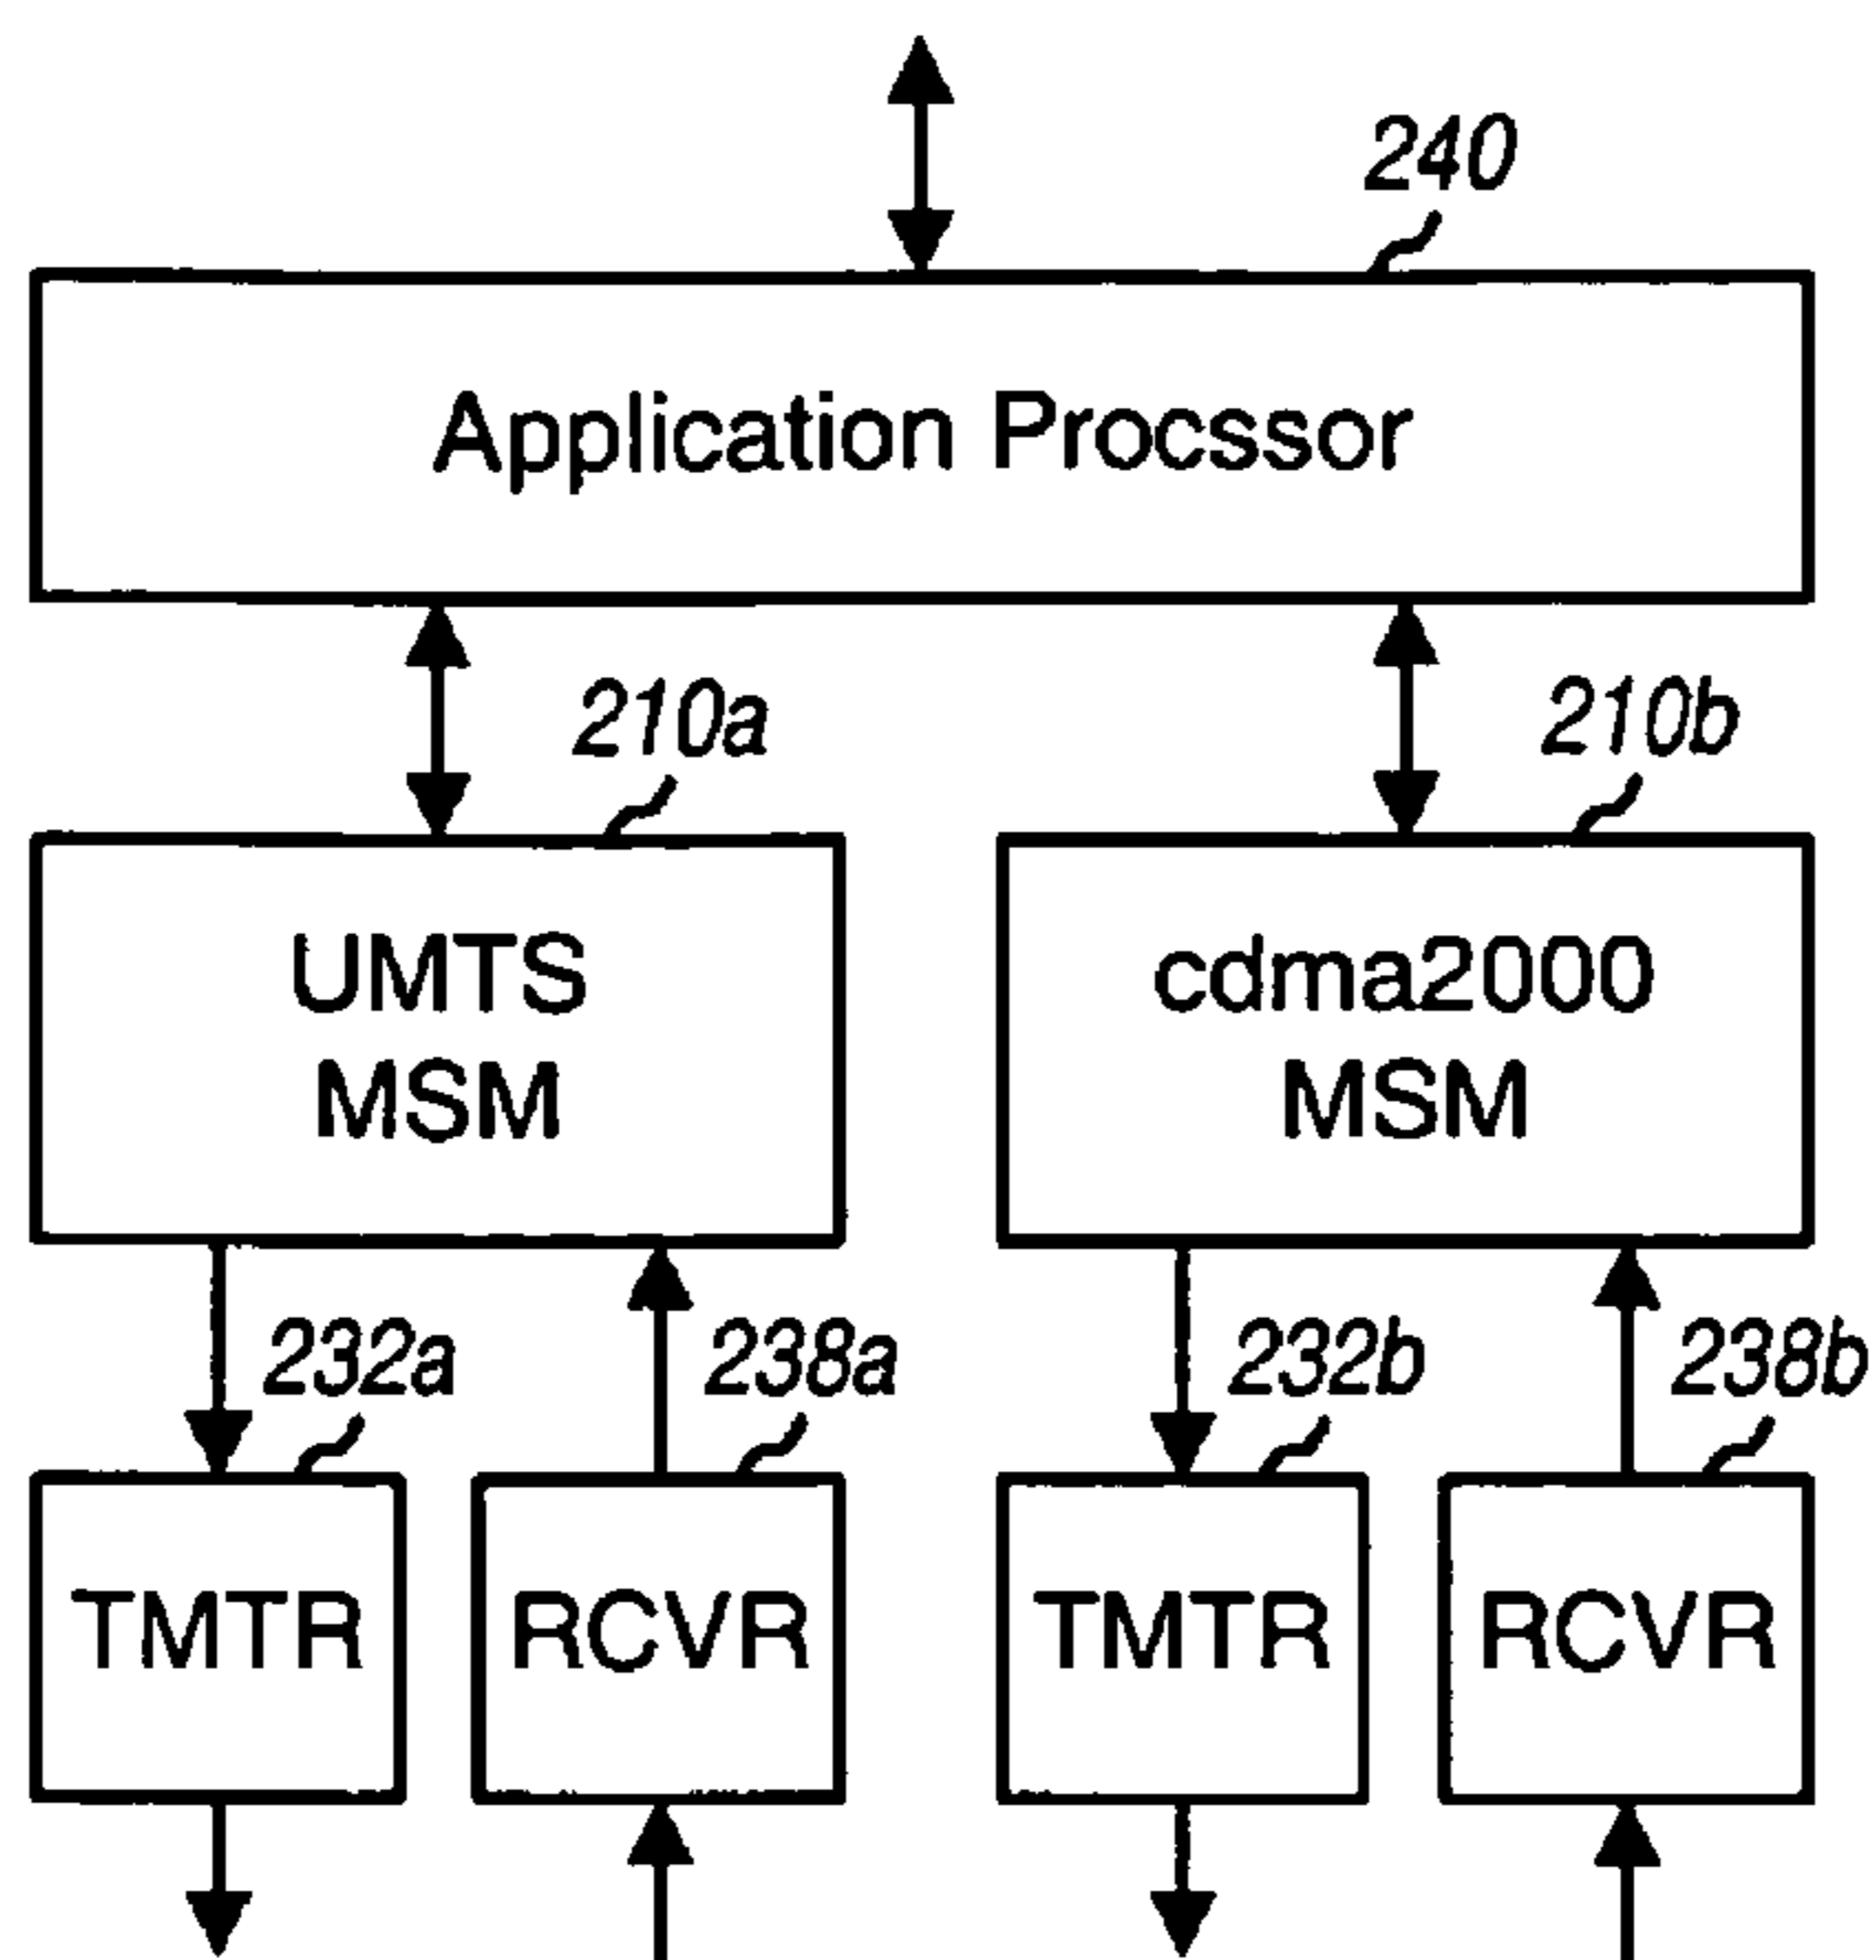 240
Application Procssor
210a
210b
UMTS
MSM
cdma2000
MSM
232a
238a
232b
238b
TMTR
RCVR
TMTR
RCVR